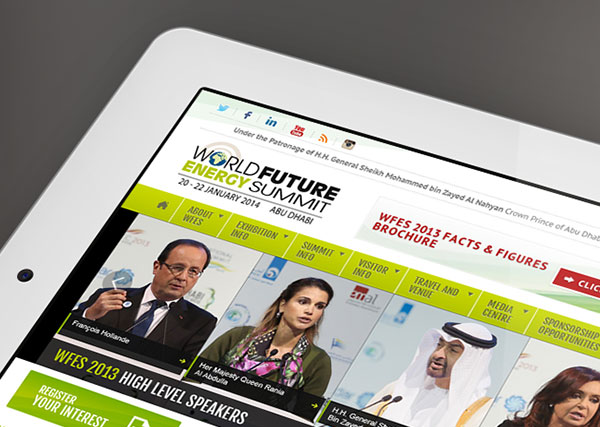 You
Tube
Under the Patronage of H.H. General Sheikh Mohammed bin Zayed Al Nahyan Crown Prince of Abu Dhabi
WORLD FUTURE
ENERGY SUMMIT
20 - 22 JANUARY 2014 ABU DHABI
WFES 2013 FACTS & FIGURES
BROCHURE
CLIC
ABOUT
WFES
EXHIBITION
INFO
SUMMIT
INFO
VISITOR
INFO
TRAVEL AND
VENUE
MEDIA
CENTRE
SPONSORSHIP
OPPORTUNITIES
François Hollande
Her Majesty Queen Rania
Al Abdulla
H.H. General Sheikh
Bin Zayed Al
WFES 2013 HIGH LEVEL SPEAKERS
REGISTER
YOUR INTEREST